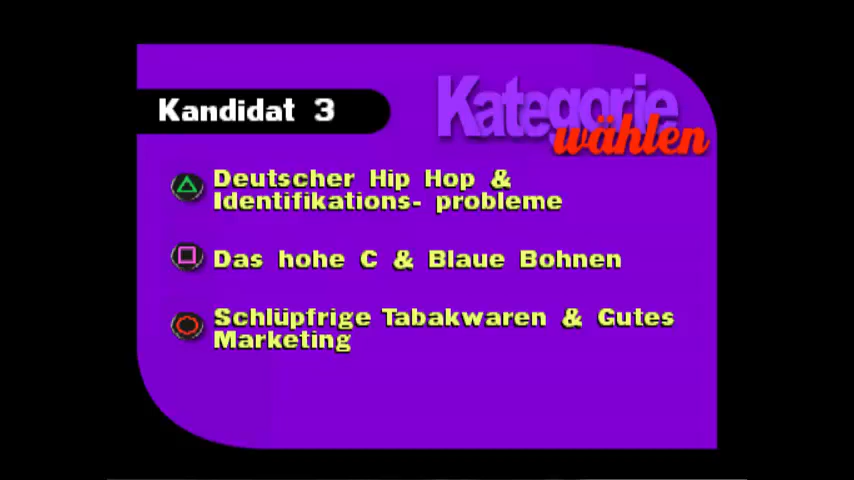 Kategorie
wählen
Kandidat 3
Deutscher Hip Hop &
Identifikations- probleme
Das hohe C & Blaue Bohnen
Schlüpfrige Tabakwaren & Gutes
Marketing